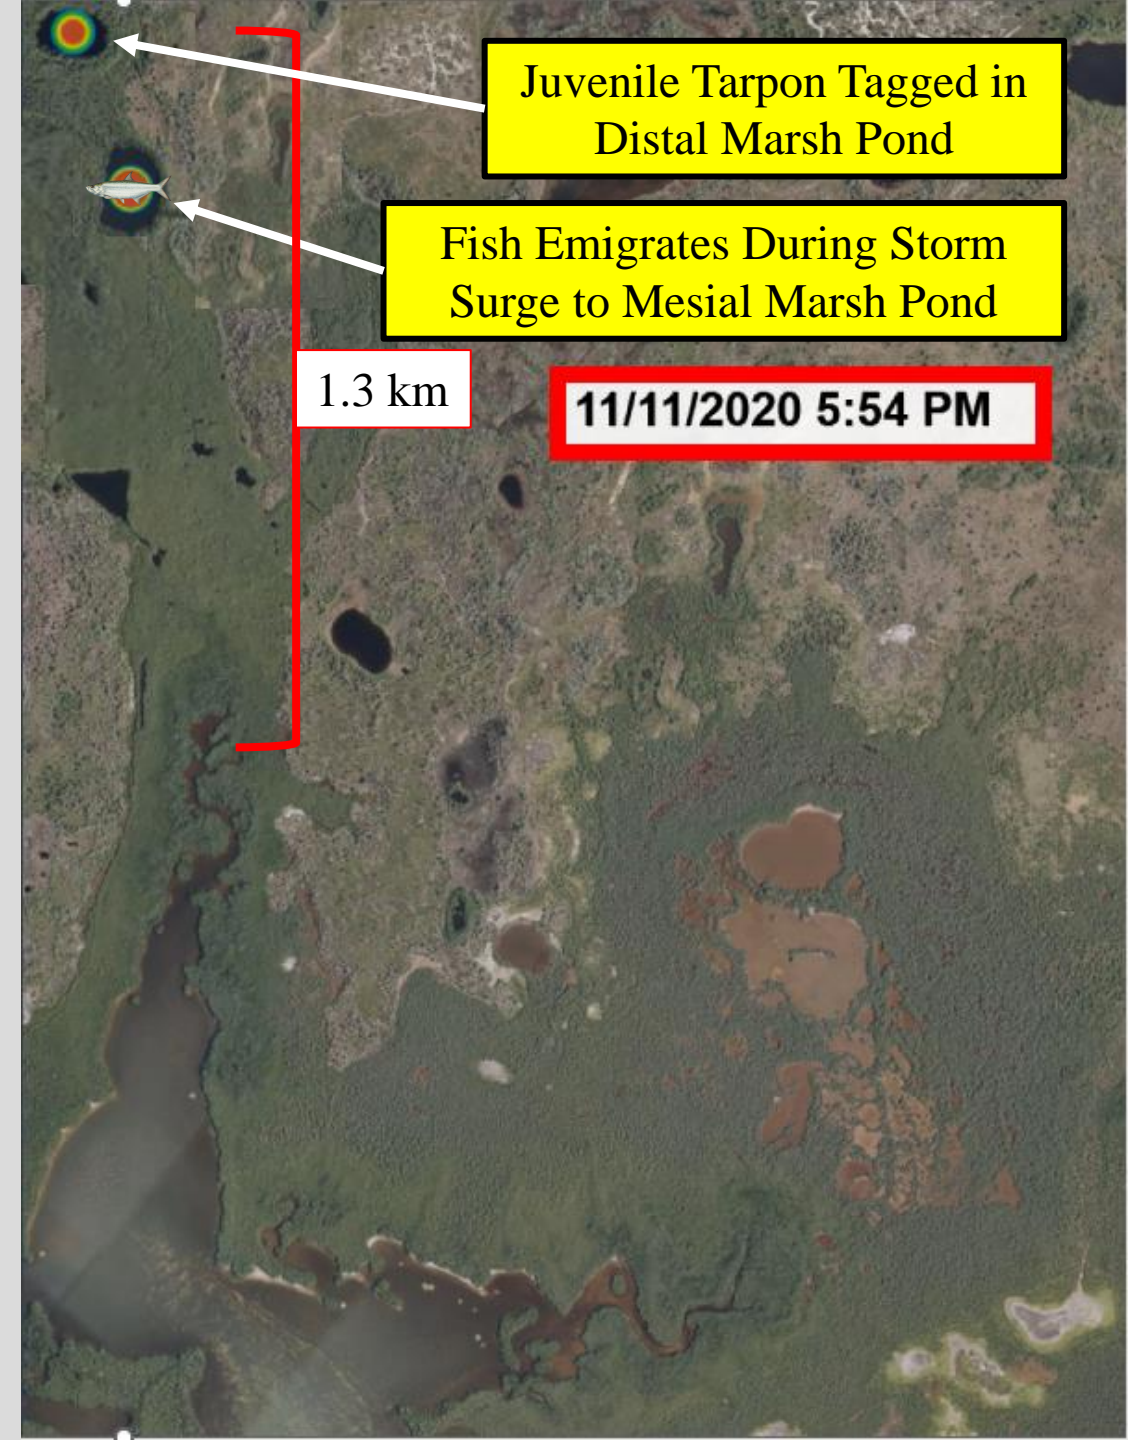 Juvenile Tarpon Tagged in
Distal Marsh Pond
Fish Emigrates During Storm
Surge to Mesial Marsh Pond
1.3 km
11/11/2020 5:54 PM